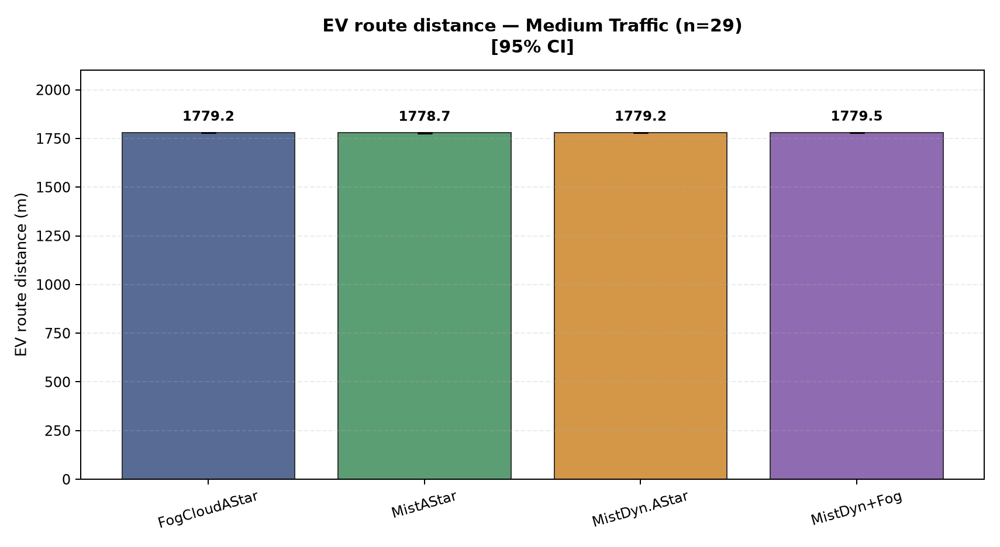 EV route distance — Medium Traffic (n=29)
[95% CI]
EV route distance (m)
2000
1750
1500
1250
1000
750
500
250
0
1779.2
1778.7
1779.2
1779.5
FogCloudAStar
MistAStar
MistDyn.AStar
MistDyn+Fog